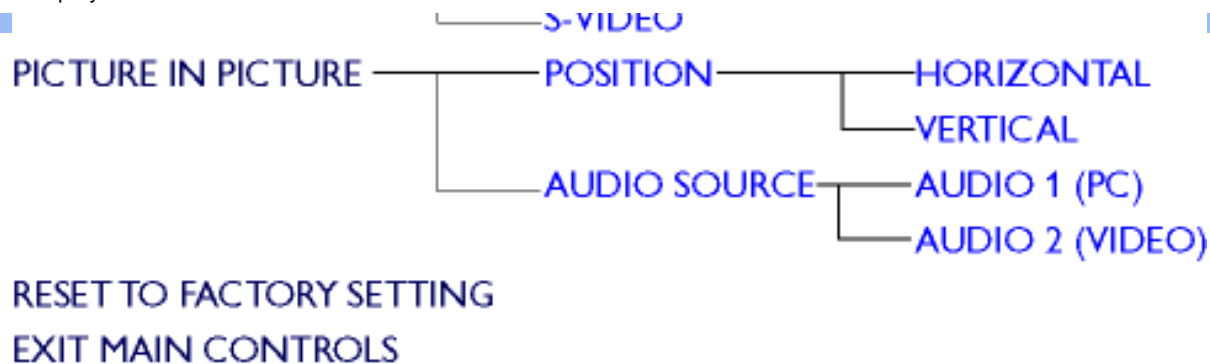 S-VIDEO
PICTURE IN PICTURE POSITION HORIZONTAL
VERTICAL
AUDIO SOURCE AUDIO 1 (PC)
AUDIO 2 (VIDEO)
RESET TO FACTORY SETTING
EXIT MAIN CONTROLS